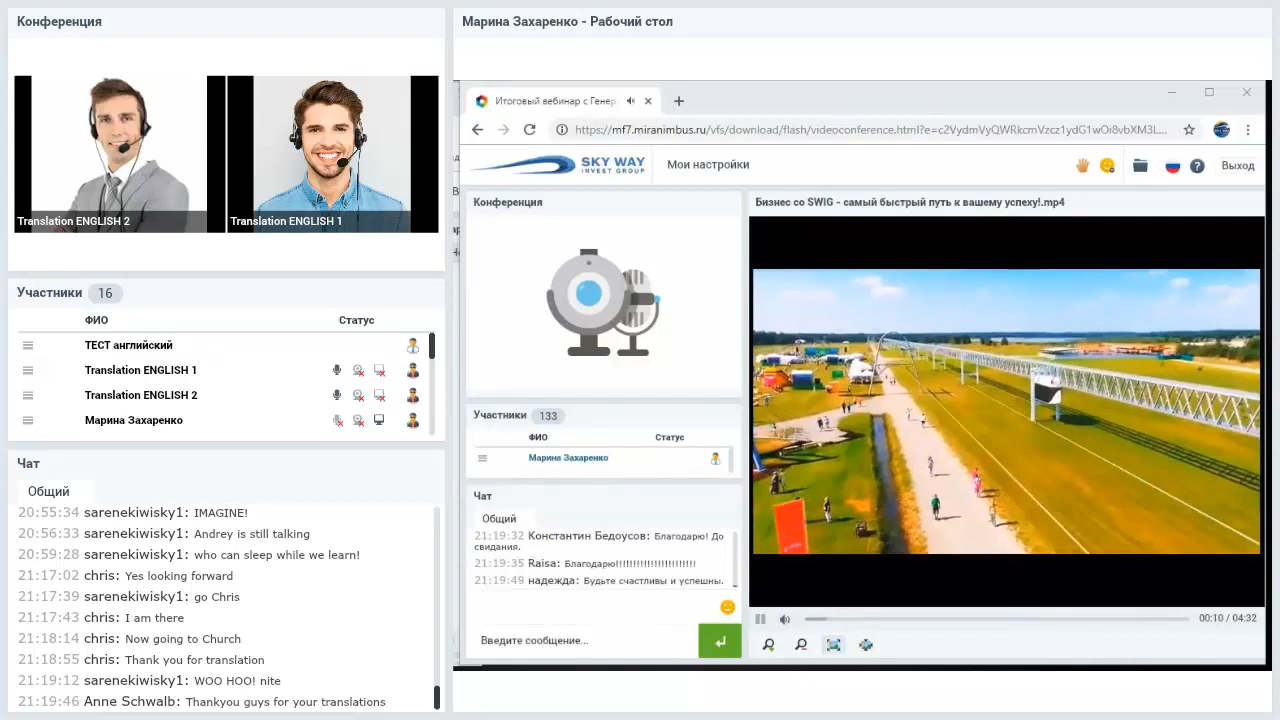 Конференция
Translation ENGLISH 2
Translation ENGLISH 1
Участники 16
ФИО Статус
ТЕСТ английский
Translation ENGLISH 1
Translation ENGLISH 2
Марина Захаренко
Чат
Общий
20:55:34 sarenekiwisky1: IMAGINE!
20:56:33 sarenekiwisky1: Andrey is still talking
20:59:28 sarenekiwisky1: who can sleep while we learn!
21:17:02 chris: Yes looking forward
21:17:39 sarenekiwisky1: go Chris
21:17:43 chris: I am there
21:18:14 chris: Now going to Church
21:18:55 chris: Thank you for translation
21:19:12 sarenekiwisky1: WOO HOO! nite
21:19:46 Anne Schwalb: Thankyou guys for your translations
Марина Захаренко - Рабочий стол
Итоговый вебинар с Генер
https://mf7.miranimbus.ru/vfs/download/flash/videoconference.html?e=c2VydmVyQWRkcmVzcz1ydG1wOi8vbXM3L...
SKY WAY
INVEST GROUP
Мои настройки
Выход
Конференция
Участники 133
ФИО Статус
Марина Захаренко
Чат
Общий
21:19:32 Константин Бедоусов: Благодарю! До
свидания.
21:19:35 Raisa: Благодарю!!!!!!!!!!!!!!!!!!!!!!!
21:19:49 надежда: Будьте счастливы и успешны.
Введите сообщение...
Бизнес со SWIG - самый быстрый путь к вашему успеху!.mp4
00:10 / 04:32